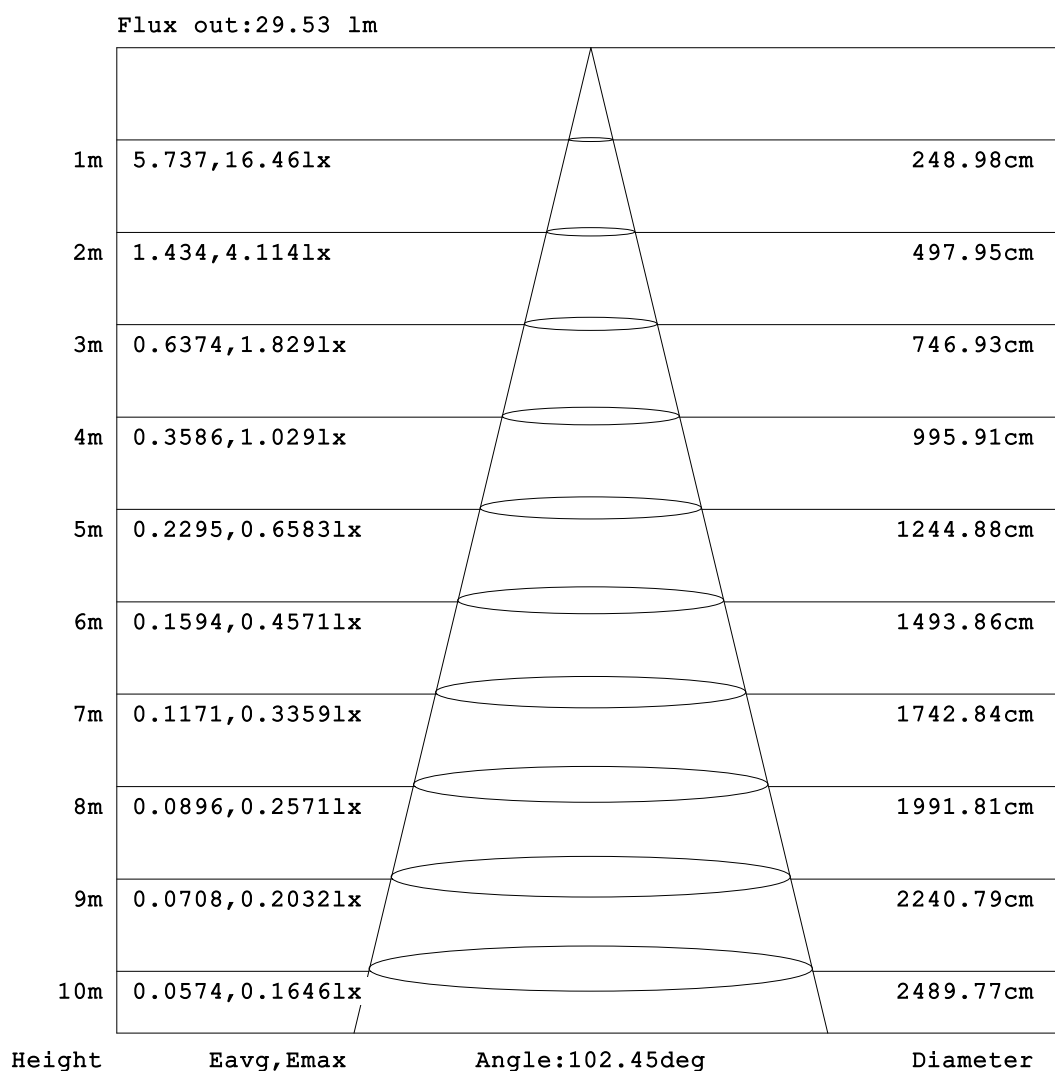 Flux out:29.53 lm
1m 5.737,16.46lx 248.98cm
2m 1.434,4.114lx 497.95cm
3m 0.6374,1.829lx 746.93cm
4m 0.3586,1.029lx 995.91cm
5m 0.2295,0.6583lx 1244.88cm
6m 0.1594,0.4571lx 1493.86cm
7m 0.1171,0.3359lx 1742.84cm
8m 0.0896,0.2571lx 1991.81cm
9m 0.0708,0.2032lx 2240.79cm
10m 0.0574,0.1646lx 2489.77cm
Height Eavg,Emax Angle:102.45deg Diameter